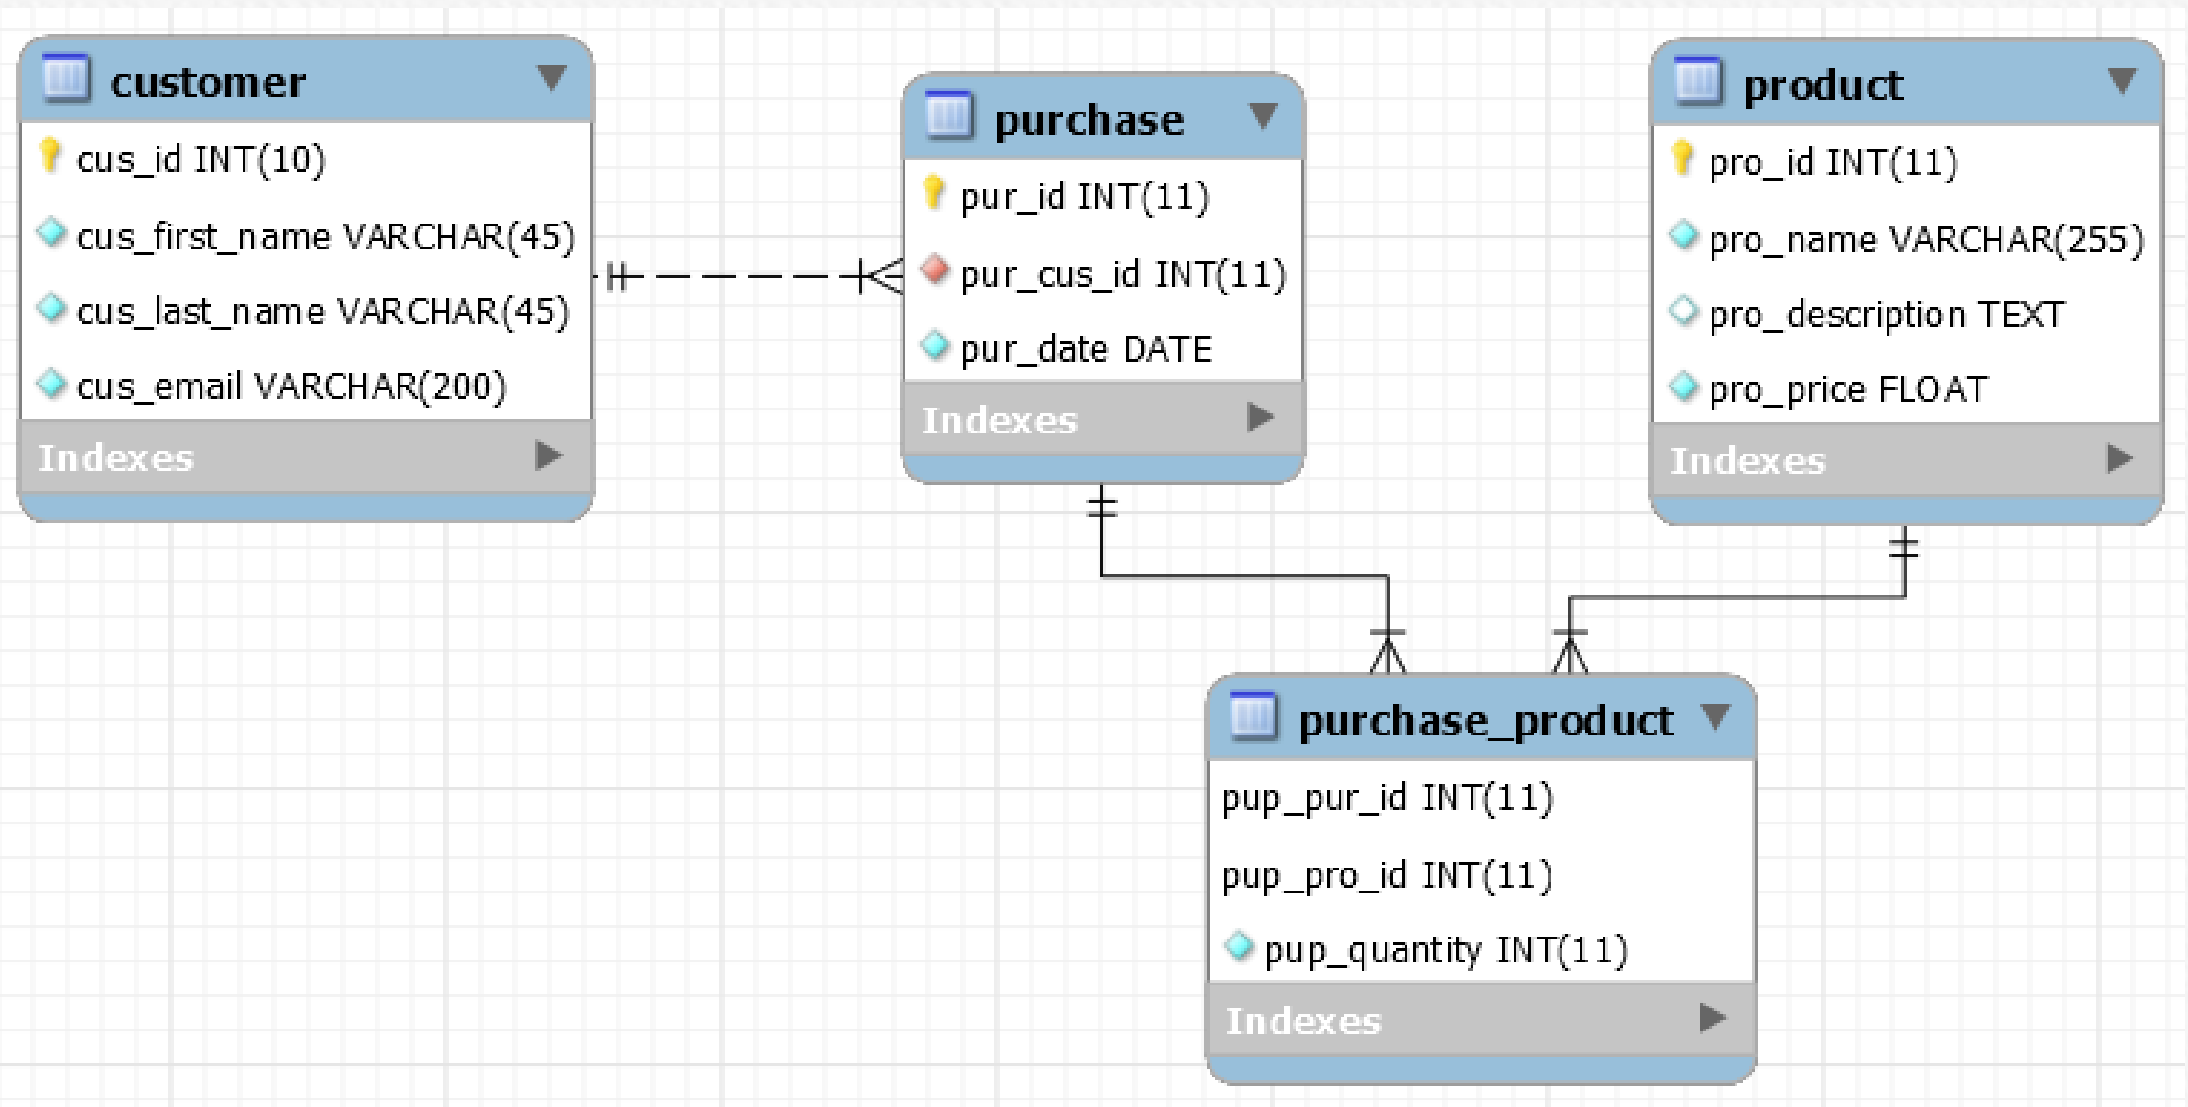 customer
cus_id INT(10)
cus_first_name VARCHAR(45)
cus_last_name VARCHAR(45)
cus_email VARCHAR(200)
Indexes
purchase
pur_id INT(11)
pur_cus_id INT(11)
pur_date DATE
Indexes
product
pro_id INT(11)
pro_name VARCHAR(255)
pro_description TEXT
pro_price FLOAT
Indexes
purchase_product
pup_pur_id INT(11)
pup_pro_id INT(11)
pup_quantity INT(11)
Indexes